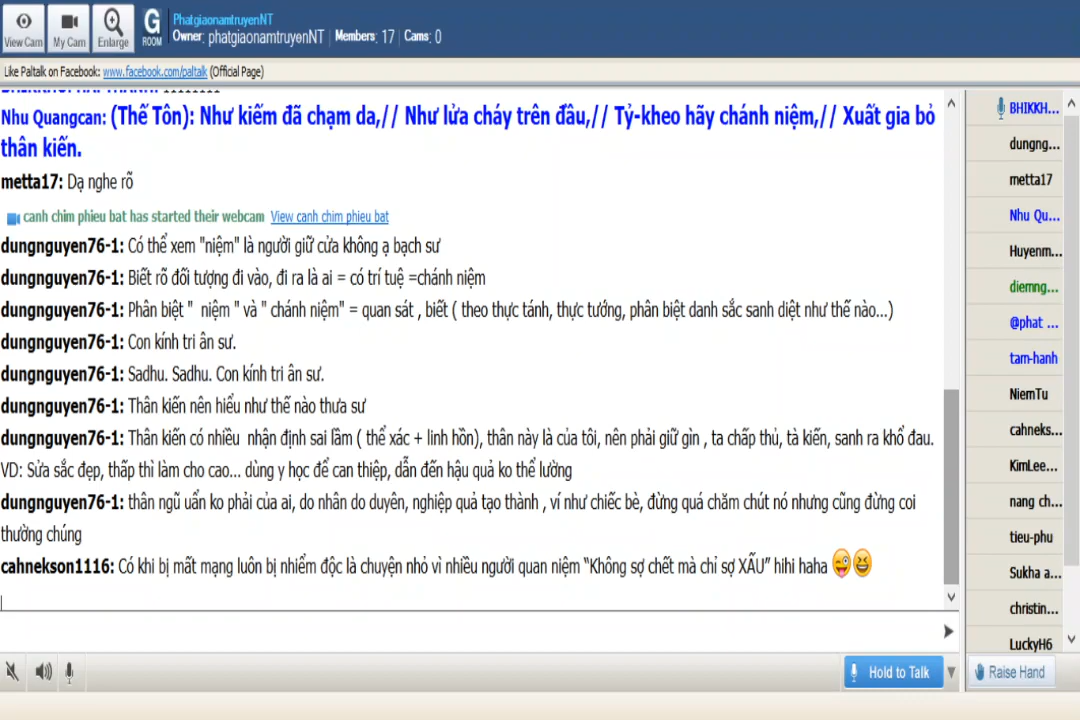 PhatgiaonamtruyenNT
Owner: phatgiaonamtruyenNT | Members: 17 | Cams: 0
View Cam My Cam Enlarge G ROOM
Like Paltalk on Facebook: www.facebook.com/paltalk (Official Page)
Nhu Quangcan: (Thế Tôn): Như kiếm đã chạm da,// Như lửa cháy trên đầu,// Tỷ-kheo hãy chánh niệm,// Xuất gia bỏ
thân kiến.
metta17: Dạ nghe rõ
canh chim phieu bat has started their webcam View canh chim phieu bat
dungnguyen76-1: Có thể xem "niệm" là người giữ cửa không ạ bạch sư
dungnguyen76-1: Biết rõ đối tượng đi vào, đi ra là ai = có trí tuệ =chánh niệm
dungnguyen76-1: Phân biệt " niệm " và " chánh niệm" = quan sát , biết ( theo thực tánh, thực tướng, phân biệt danh sắc sanh diệt như thế nào...)
dungnguyen76-1: Con kính tri ân sư.
dungnguyen76-1: Sadhu. Sadhu. Con kính tri ân sư.
dungnguyen76-1: Thân kiến nên hiểu như thế nào thưa sư
dungnguyen76-1: Thân kiến có nhiều nhận định sai lầm ( thể xác + linh hồn), thân này là của tôi, nên phải giữ gìn , ta chấp thủ, tà kiến, sanh ra khổ đau.
VD: Sửa sắc đẹp, thấp thì làm cho cao... dùng y học để can thiệp, dẫn đến hậu quả ko thể lường
dungnguyen76-1: thân ngũ uẩn ko phải của ai, do nhân do duyên, nghiệp quả tạo thành , ví như chiếc bè, đừng quá chăm chút nó nhưng cũng đừng coi
thường chúng
cahnekson1116: Có khi bị mất mạng luôn bị nhiểm độc là chuyện nhỏ vì nhiều người quan niệm “Không sợ chết mà chỉ sợ XẤU” hihi haha
Hold to Talk
BHIKKH...
dungng...
metta17
Nhu Qu...
Huyenm...
diemng...
@phat ...
tam-hanh
NiemTu
cahneks...
KimLee...
nang ch...
tieu-phu
Sukha a...
christin...
LuckyH6
Raise Hand